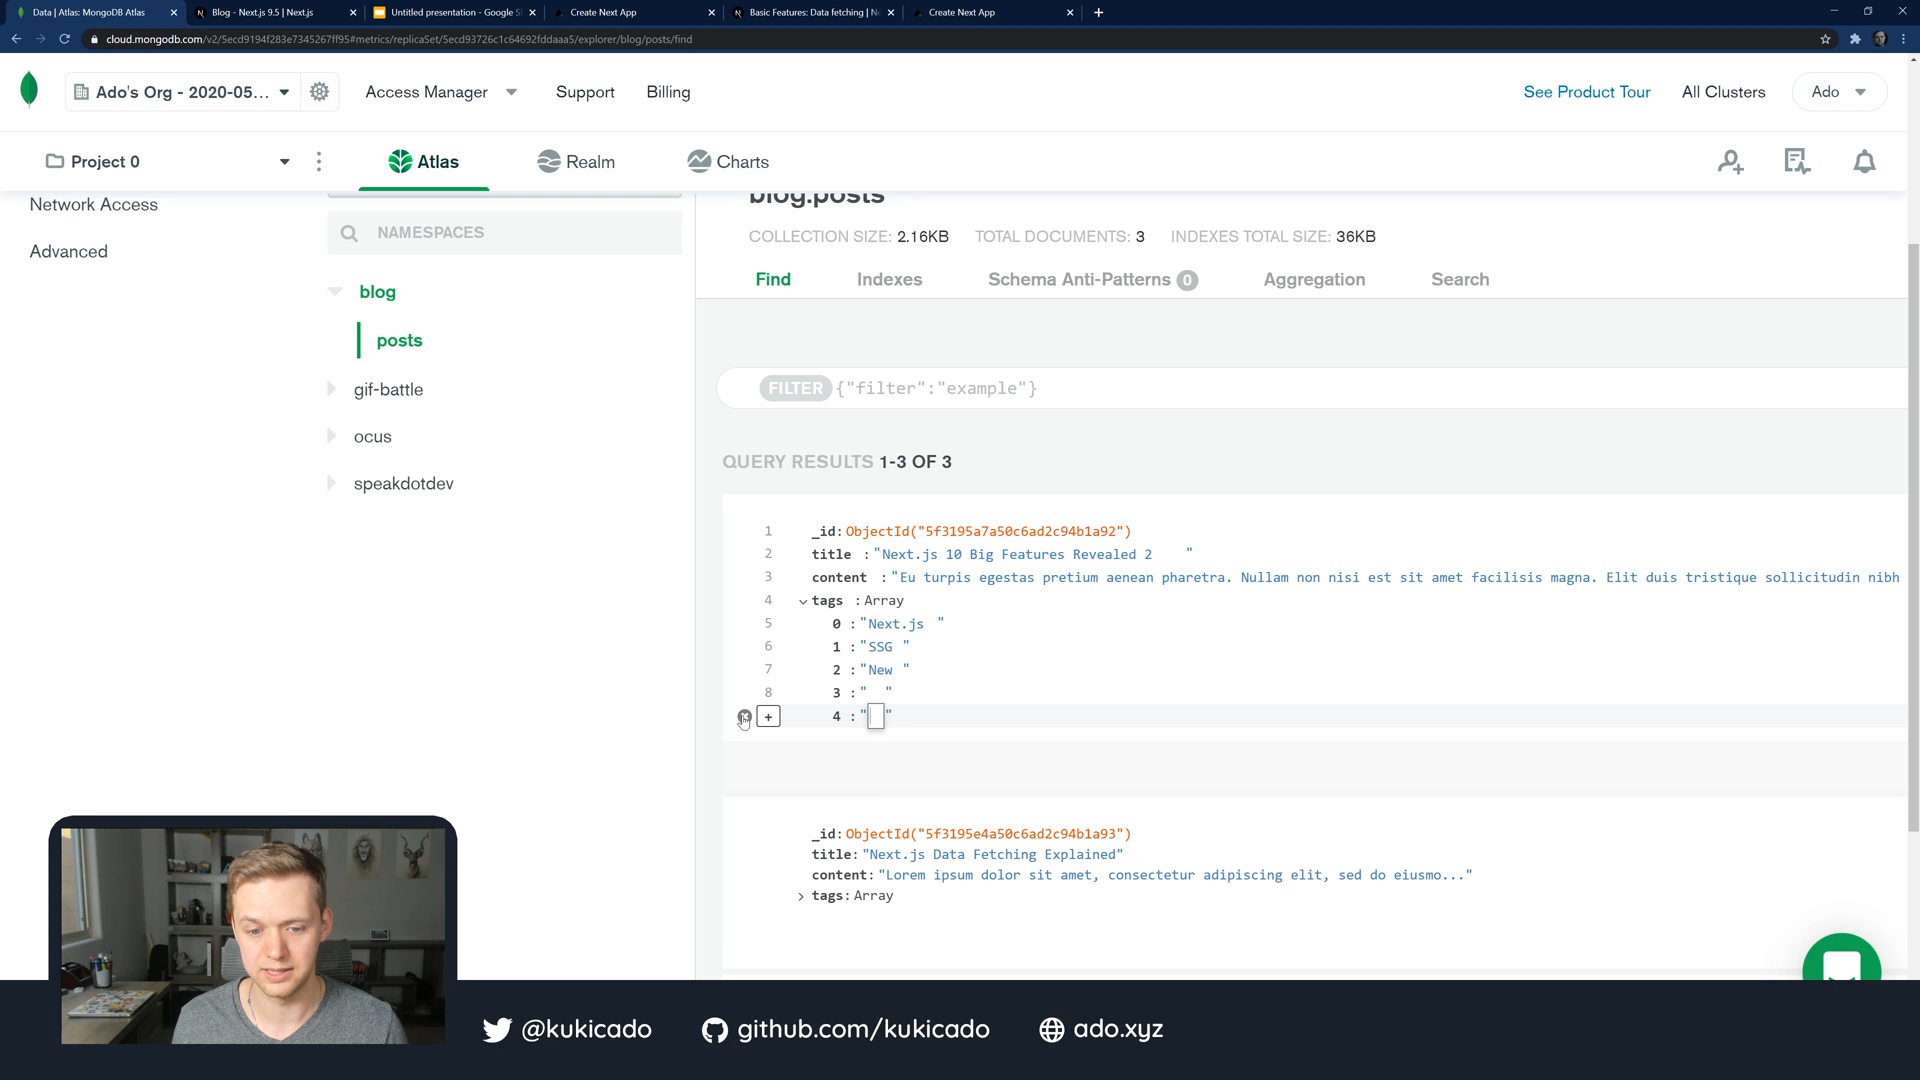 Data | Atlas: MongoDB Atlas
Blog - Next.js 9.5 | Next.js
Untitled presentation - Google Sl
Create Next App
Basic Features: Data fetching | Ne
Create Next App
cloud.mongodb.com/v2/5ecd9194f283e7345267ff95#metrics/replicaSet/5ecd93726c1c64692fddaaa5/explorer/blog/posts/find
Ado's Org - 2020-05...
Access Manager
Support
Billing
See Product Tour
All Clusters
Ado
Project 0
Atlas
Realm
Charts
Network Access
Advanced
NAMESPACES
blog
posts
gif-battle
ocus
speakdotdev
blog.posts
COLLECTION SIZE: 2.16KB TOTAL DOCUMENTS: 3 INDEXES TOTAL SIZE: 36KB
Find
Indexes
Schema Anti-Patterns 0
Aggregation
Search
FILTER {"filter":"example"}
QUERY RESULTS 1-3 OF 3
1 _id: ObjectId("5f3195a7a50c6ad2c94b1a92")
2 title : "Next.js 10 Big Features Revealed 2 "
3 content : "Eu turpis egestas pretium aenean pharetra. Nullam non nisi est sit amet facilisis magna. Elit duis tristique sollicitudin nibh
4 tags : Array
5 0 : "Next.js "
6 1 : "SSG "
7 2 : "New "
8 3 : " "
+ 4 : " "
_id: ObjectId("5f3195e4a50c6ad2c94b1a93")
title: "Next.js Data Fetching Explained"
content: "Lorem ipsum dolor sit amet, consectetur adipiscing elit, sed do eiusmo..."
> tags: Array
@kukicado
github.com/kukicado
ado.xyz